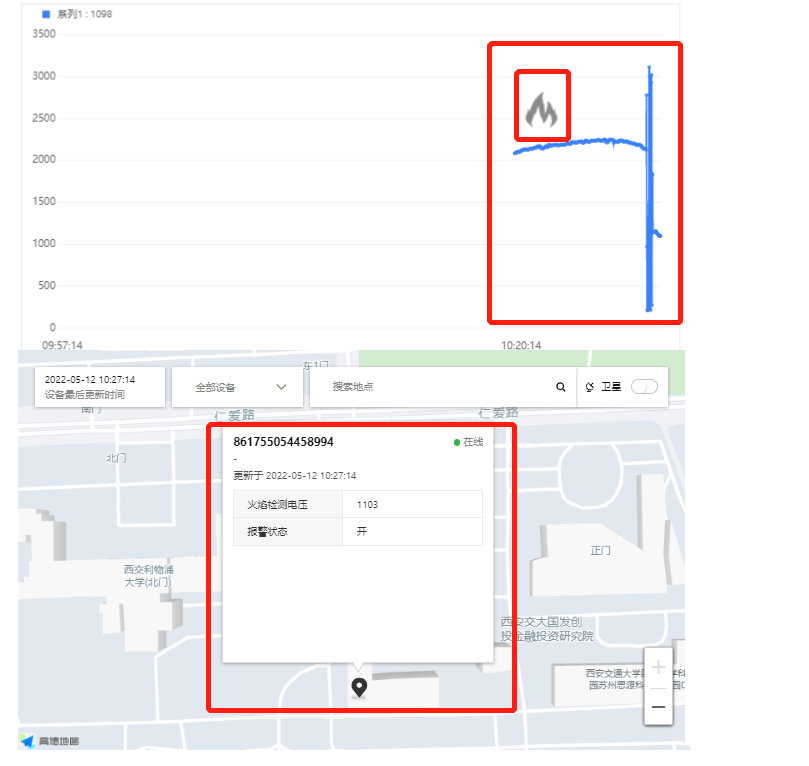 系列1 : 1098
3500
3000
2500
2000
1500
1000
500
0
09:57:14
10:20:14
东1门
2022-05-12 10:27:14
设备最后更新时间
全部设备
搜索地点
卫星
南门
仁爱路
仁爱路
北门
861755054458994
在线
-
更新于 2022-05-12 10:27:14
火焰检测电压 1103
报警状态 开
正门
西交利物浦
大学(北门)
西安交大国发创
投金融投资研究院
西安交通大学
学科
园苏州思源科
园
高德地图